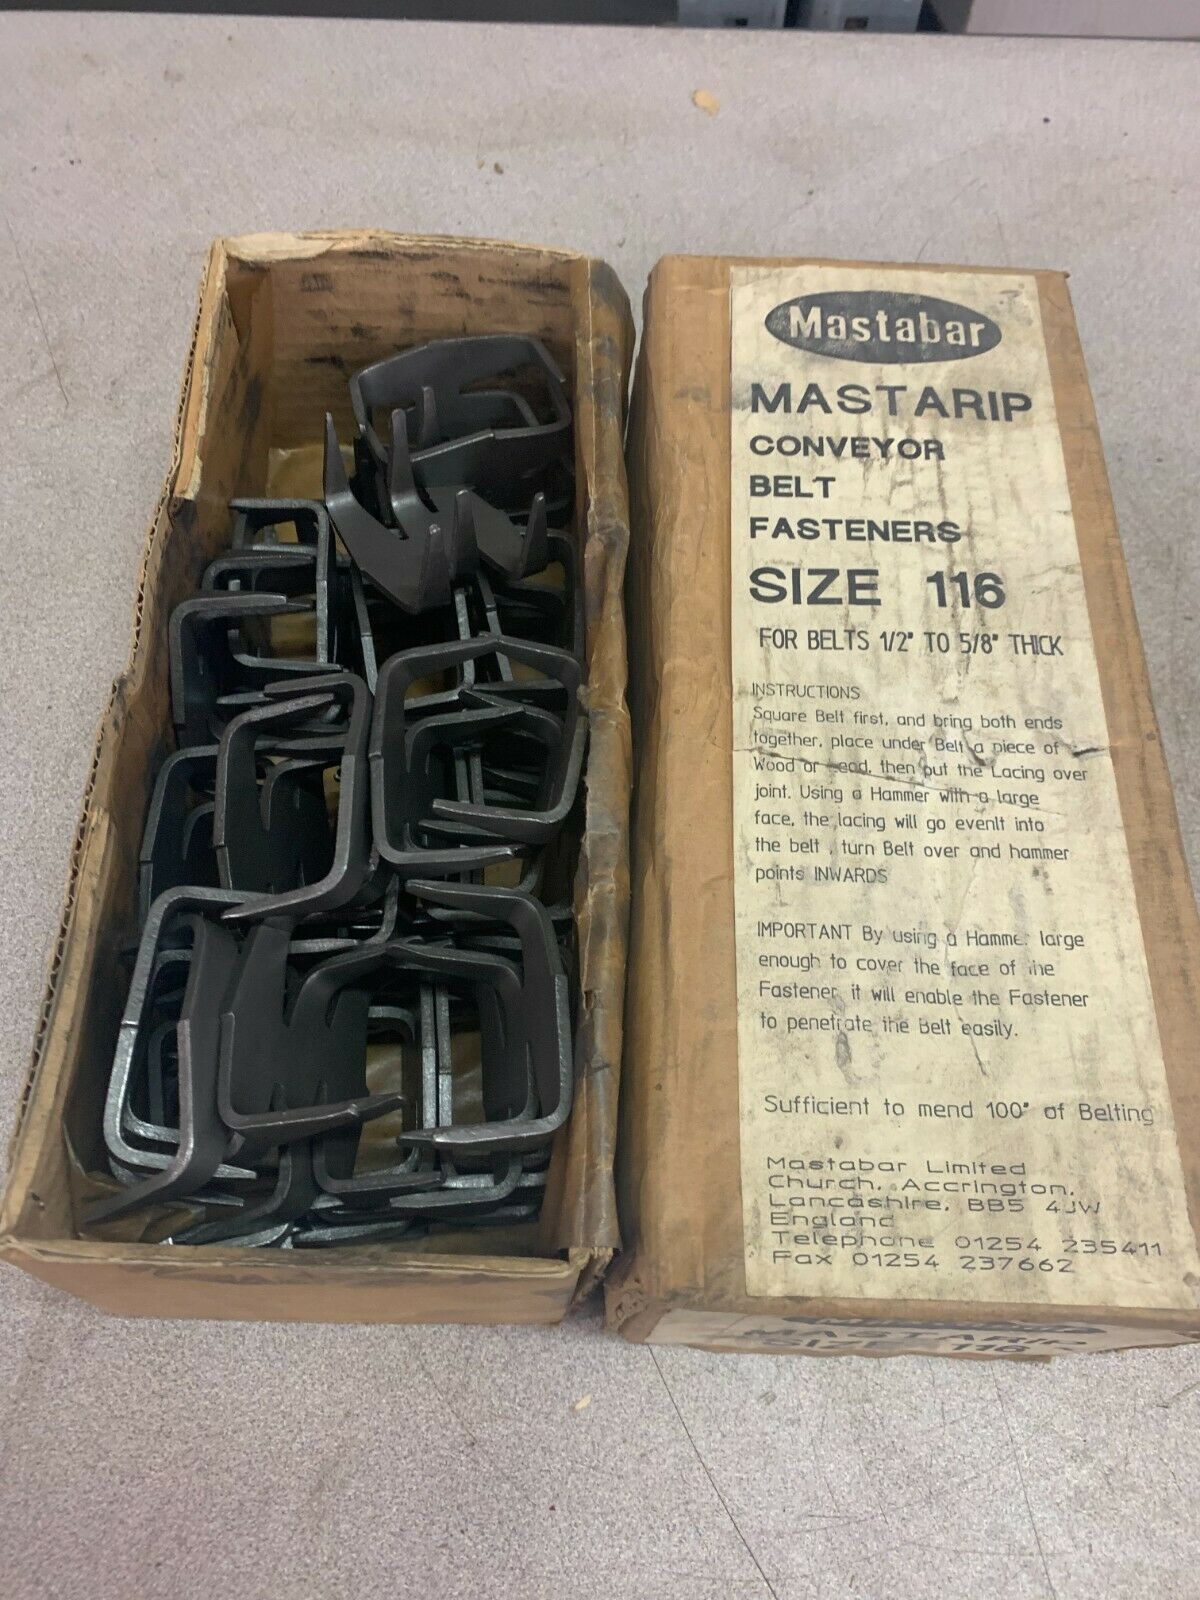 Mastabar
MASTARIP
CONVEYOR
BELT
FASTENERS
SIZE 116
FOR BELTS 1/2" TO 5/8" THICK
INSTRUCTIONS
Square Belt first, and bring both ends
together, place under Belt a piece of
Wood or Lead, then put the Lacing over
joint. Using a Hammer with a large
face, the lacing will go evenlt into
the belt , turn Belt over and hammer
points INWARDS
IMPORTANT By using a Hammer large
enough to cover the face of the
Fastener, it will enable the Fastener
to penetrate the Belt easily.
Sufficient to mend 100" of Belting
Mastabar Limited
Church, Accrington,
Lancashire, BB5 4JW
England
Telephone 01254 235411
Fax 01254 237662
MASTARIP
SIZE 116